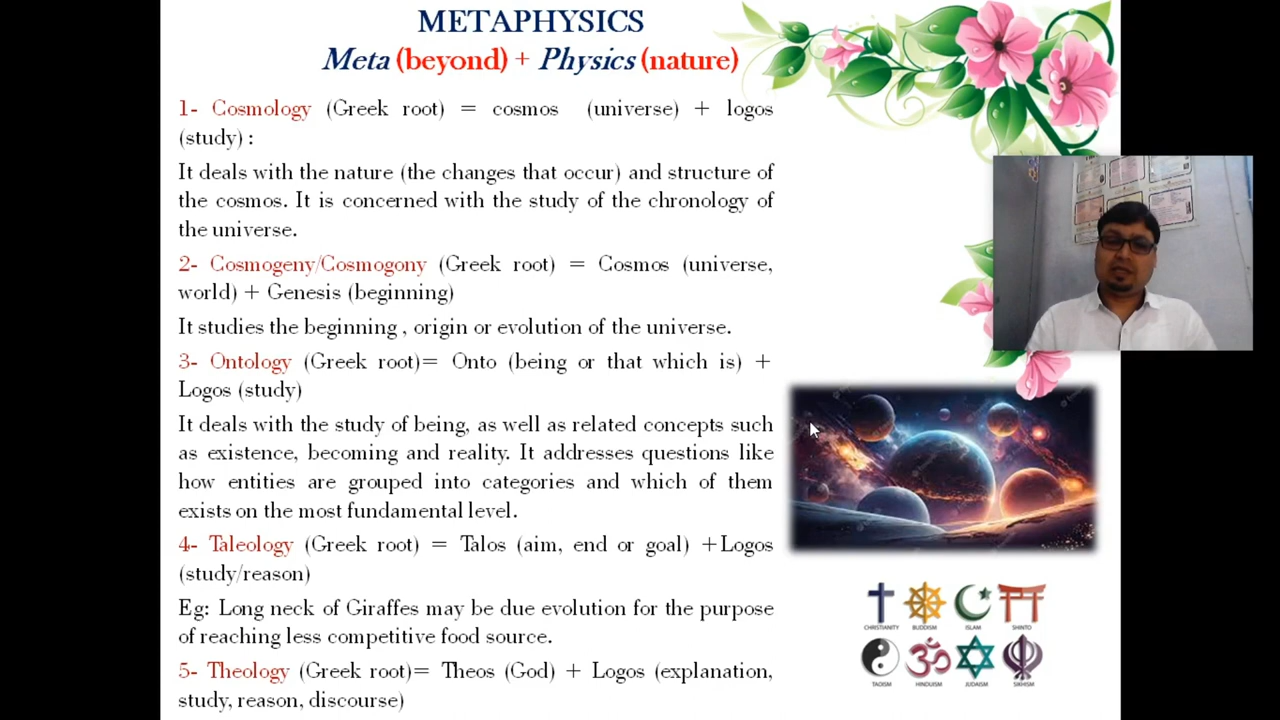 METAPHYSICS
Meta (beyond) + Physics (nature)
1- Cosmology (Greek root) = cosmos (universe) + logos
(study) :
It deals with the nature (the changes that occur) and structure of
the cosmos. It is concerned with the study of the chronology of
the universe.
2- Cosmogeny/Cosmogony (Greek root) = Cosmos (universe,
world) + Genesis (beginning)
It studies the beginning , origin or evolution of the universe.
3- Ontology (Greek root)= Onto (being or that which is) +
Logos (study)
It deals with the study of being, as well as related concepts such
as existence, becoming and reality. It addresses questions like
how entities are grouped into categories and which of them
exists on the most fundamental level.
4- Taleology (Greek root) = Talos (aim, end or goal) +Logos
(study/reason)
Eg: Long neck of Giraffes may be due evolution for the purpose
of reaching less competitive food source.
5- Theology (Greek root)= Theos (God) + Logos (explanation,
study, reason, discourse)
CHRISTIANITY BUDDHISM ISLAM SHINTO
TAOISM HINDUISM JUDAISM SIKHISM